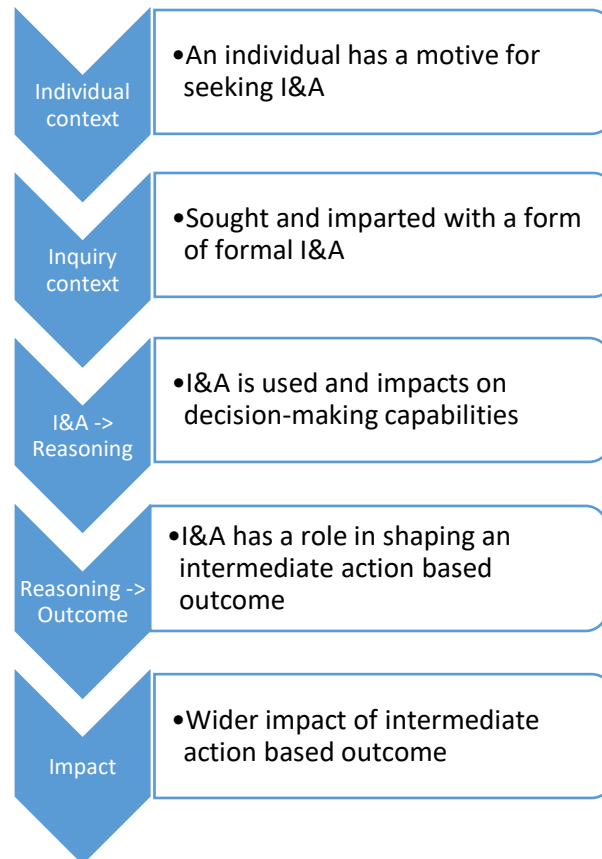 Individual
context
•An individual has a motive for
seeking I&A
Inquiry
context
•Sought and imparted with a form
of formal I&A
I&A ->
Reasoning
•I&A is used and impacts on
decision-making capabilities
Reasoning ->
Outcome
•I&A has a role in shaping an
intermediate action based
outcome
Impact
•Wider impact of intermediate
action based outcome